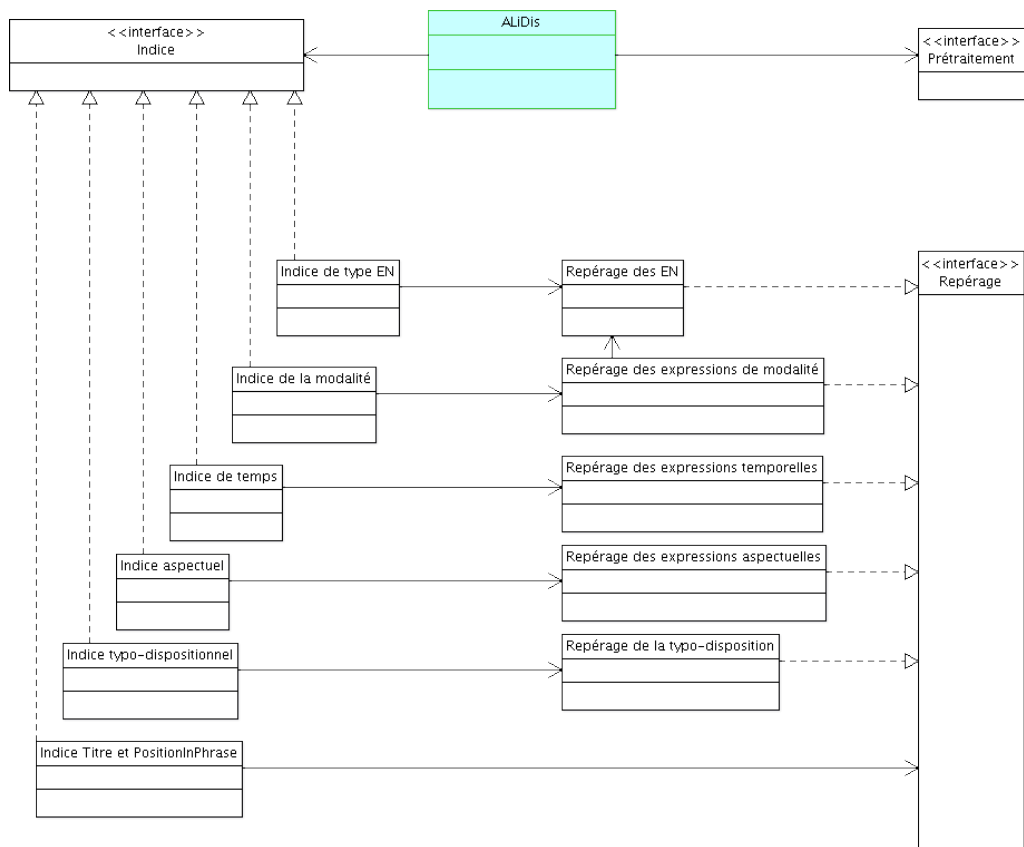 <<interface>>
Indice
ALiDis
<<interface>>
Prétraitement
Indice de type EN
Repérage des EN
<<interface>>
Repérage
Indice de la modalité
Repérage des expressions de modalité
Indice de temps
Repérage des expressions temporelles
Indice aspectuel
Repérage des expressions aspectuelles
Indice typo-dispositionnel
Repérage de la typo-disposition
Indice Titre et PositionInPhrase